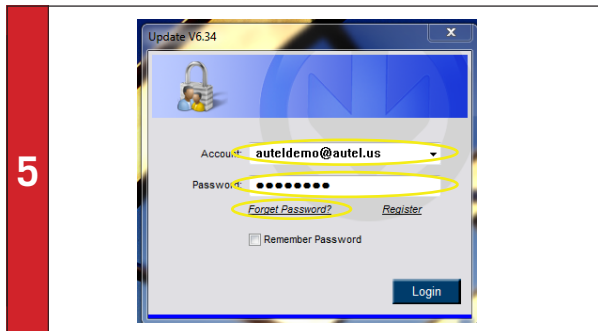 5
Update V6.34
X
Account: auteldemo@autel.us
Password: ●●●●●●●●
Forget Password? Register
Remember Password
Login